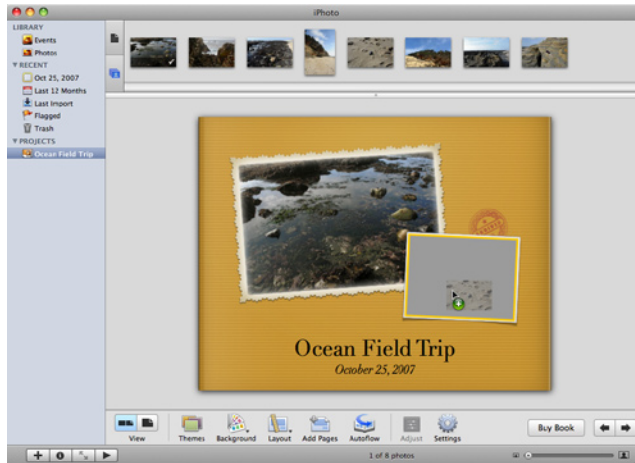 iPhoto
LIBRARY
Events
Photos
▼RECENT
Oct 25, 2007
Last 12 Months
Last Import
Flagged
Trash
▼PROJECTS
Ocean Field Trip
Ocean Field Trip
October 25, 2007
View
Themes
Background
Layout
Add Pages
Autoflow
Adjust
Settings
Buy Book
1 of 8 photos